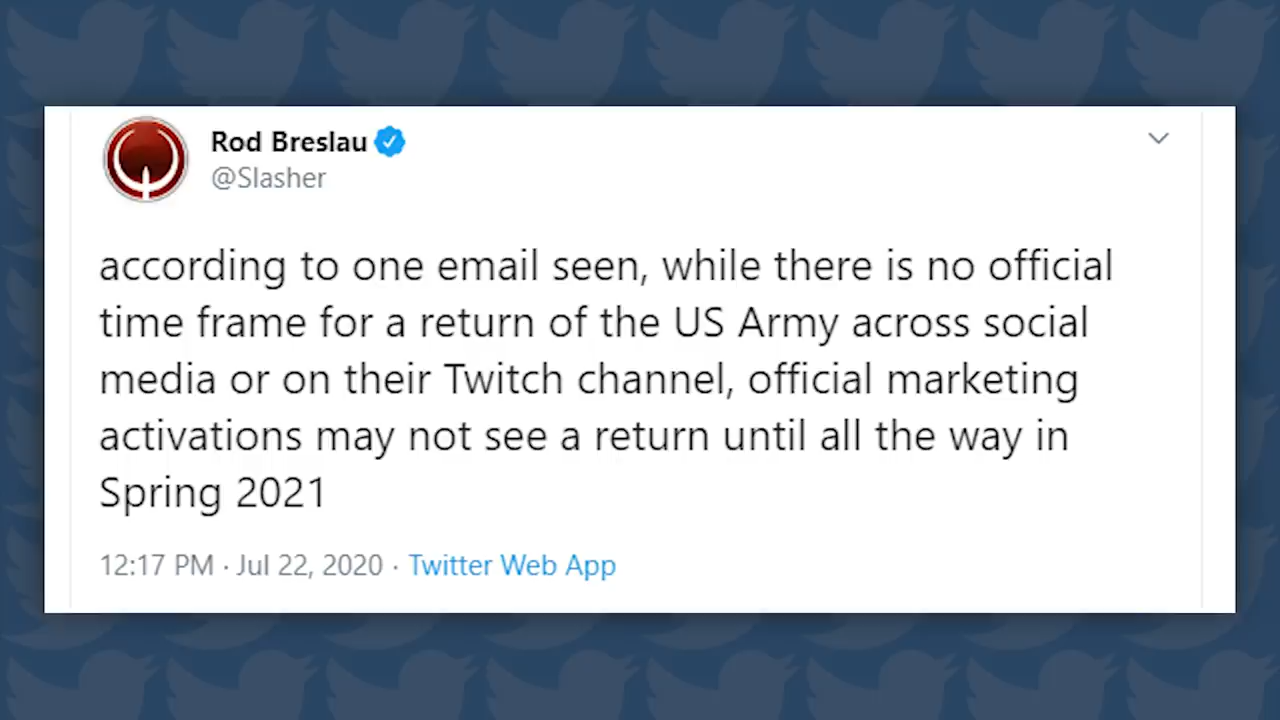 Rod Breslau
@Slasher
according to one email seen, while there is no official
time frame for a return of the US Army across social
media or on their Twitch channel, official marketing
activations may not see a return until all the way in
Spring 2021
12:17 PM · Jul 22, 2020 · Twitter Web App